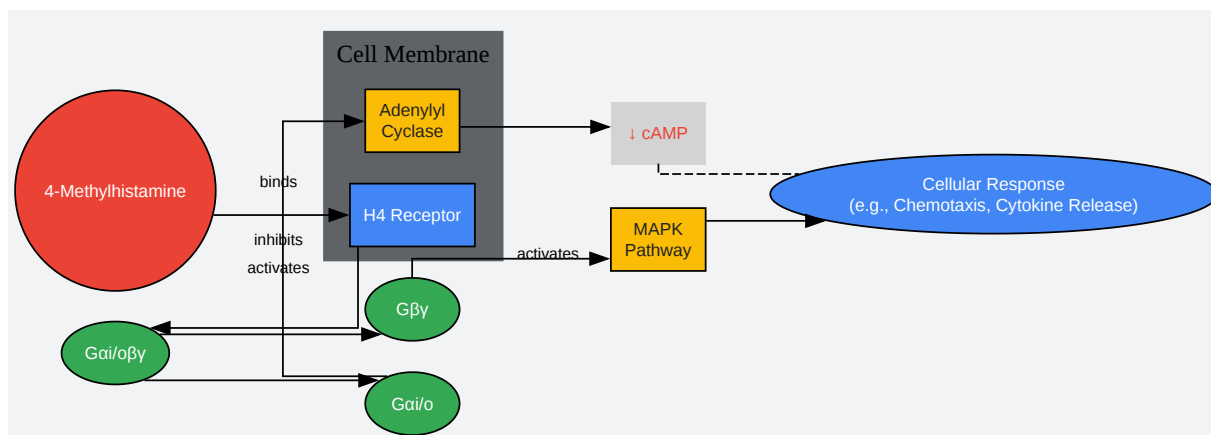 Cell Membrane
Adenylyl
Cyclase
↓ cAMP
4-Methylhistamine
binds
H4 Receptor
Cellular Response
(e.g., Chemotaxis, Cytokine Release)
inhibits
activates
activates
MAPK
Pathway
Gβγ
Gαi/oβγ
Gαi/o